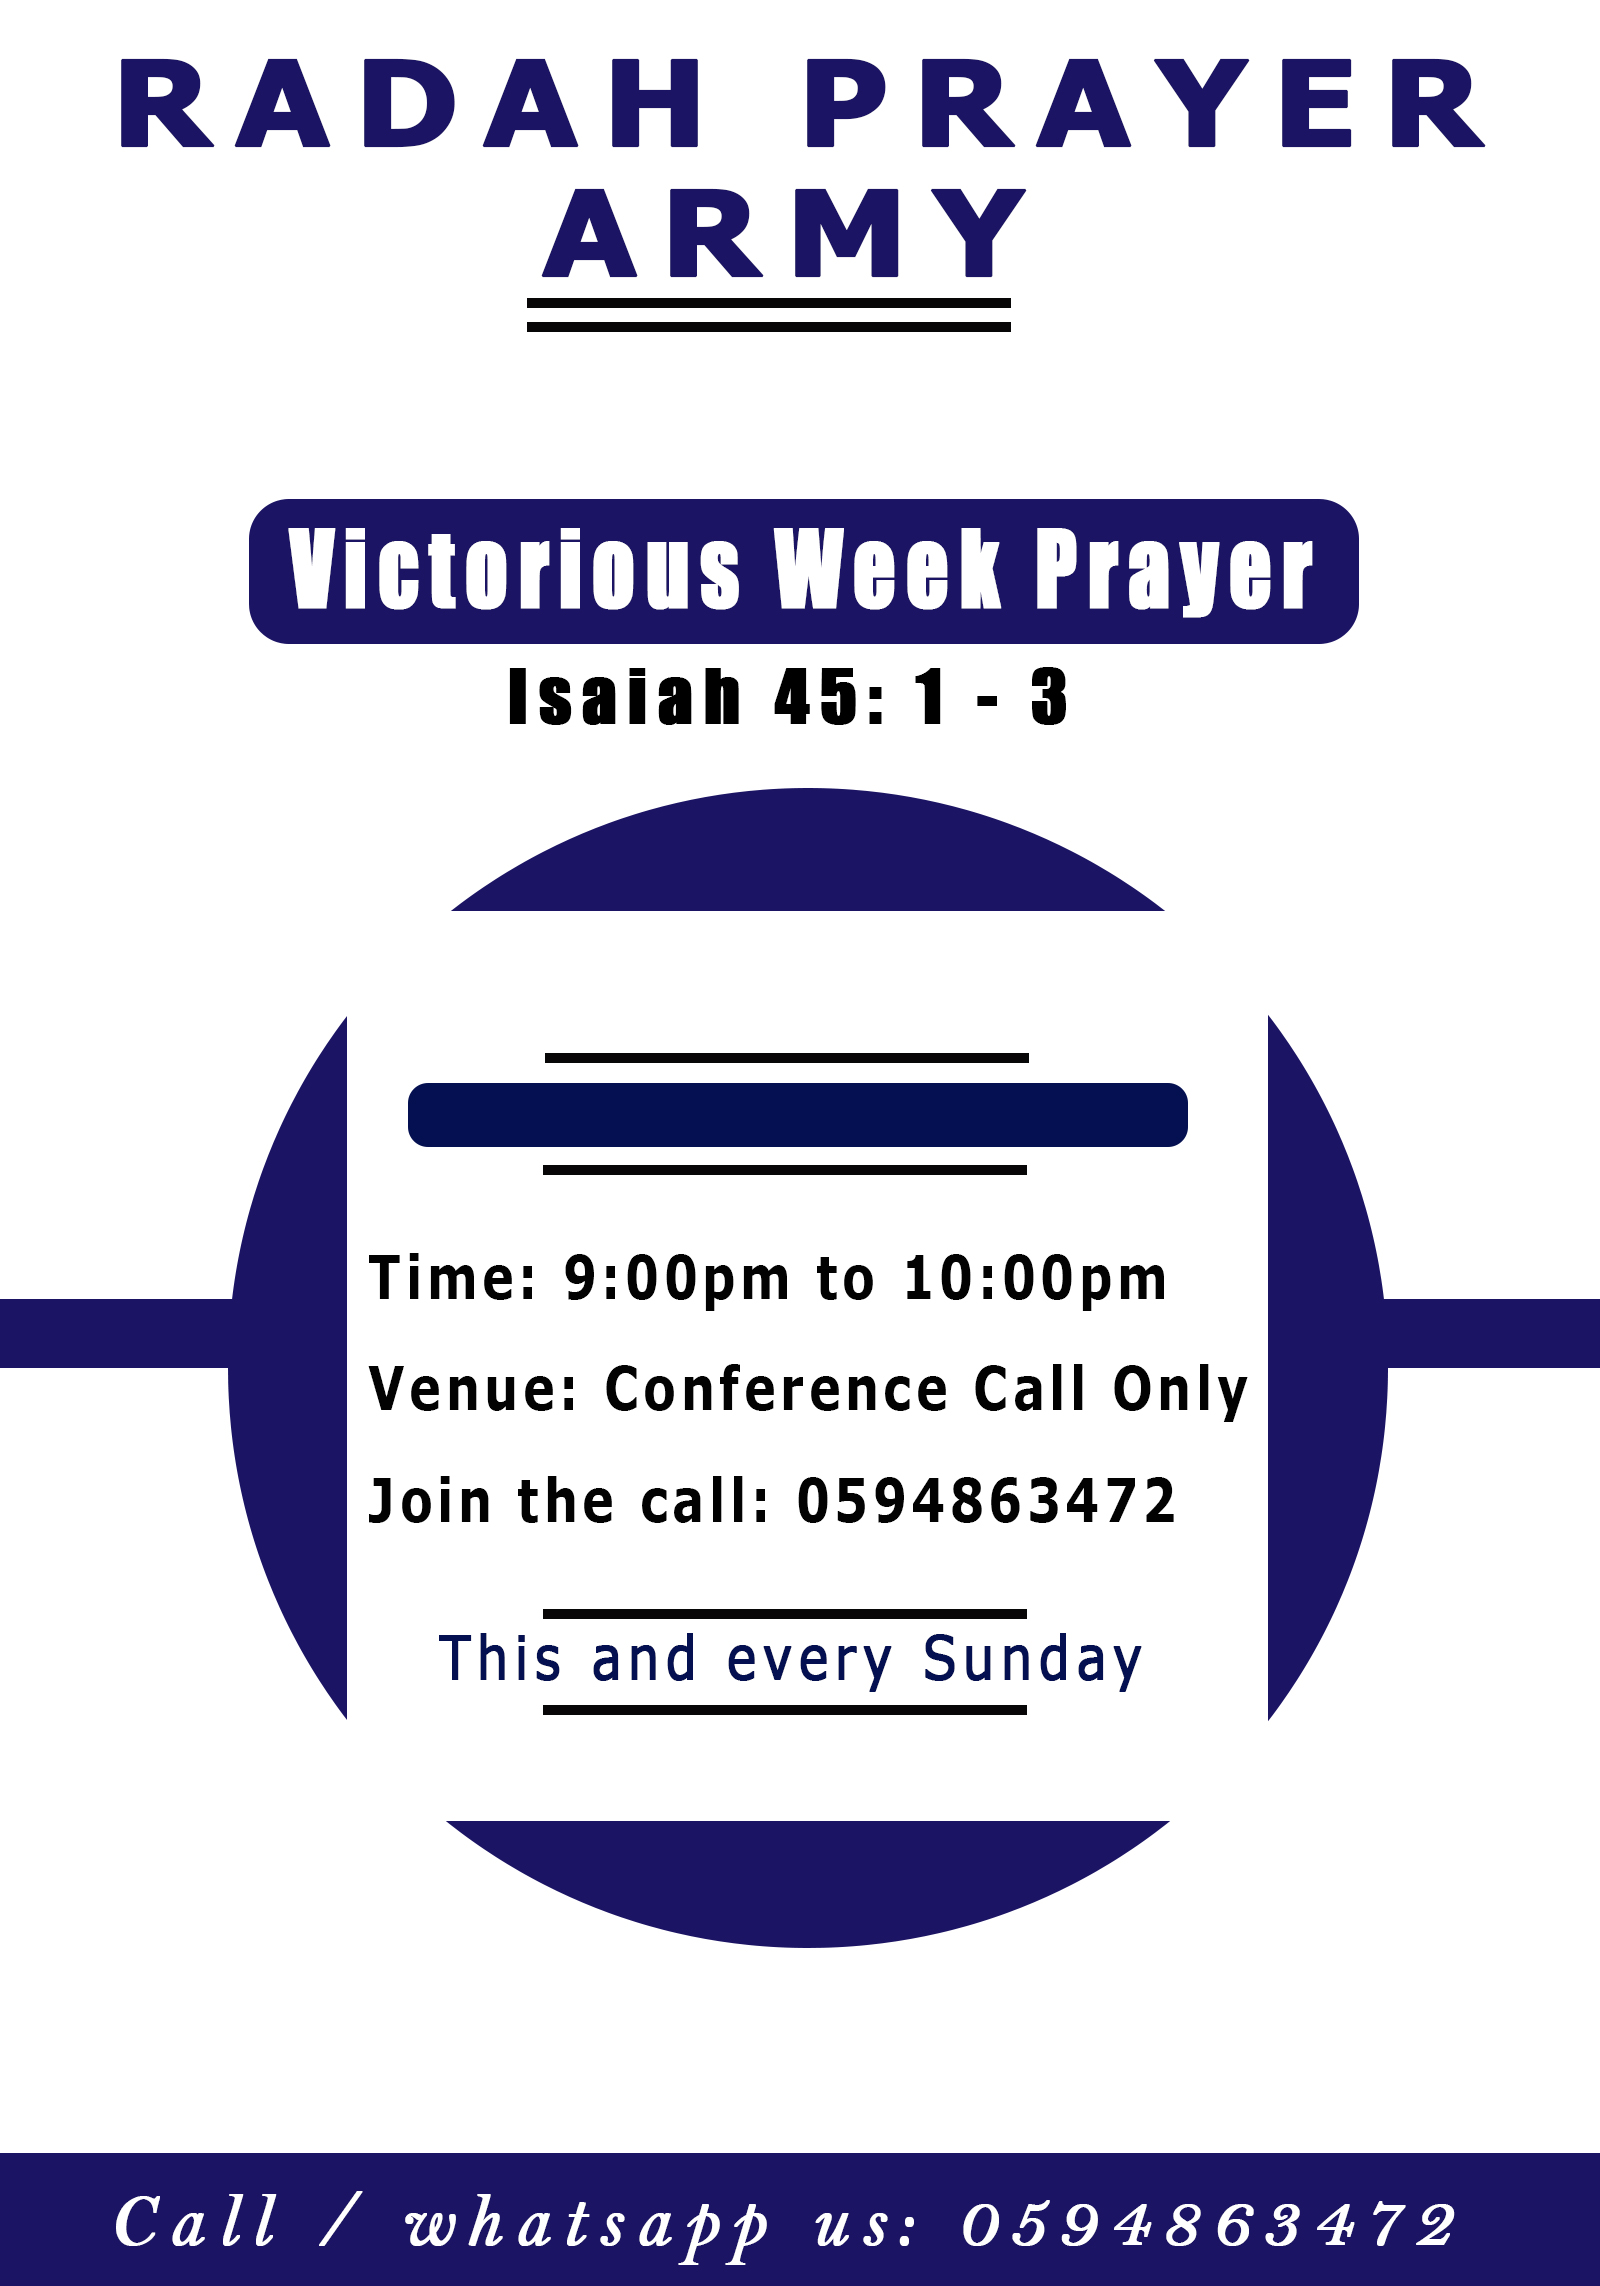 RADAH PRAYER
ARMY
Victorious Week Prayer
Isaiah 45: 1 - 3
Time: 9:00pm to 10:00pm
Venue: Conference Call Only
Join the call: 0594863472
This and every Sunday
Call / whatsapp us: 0594863472